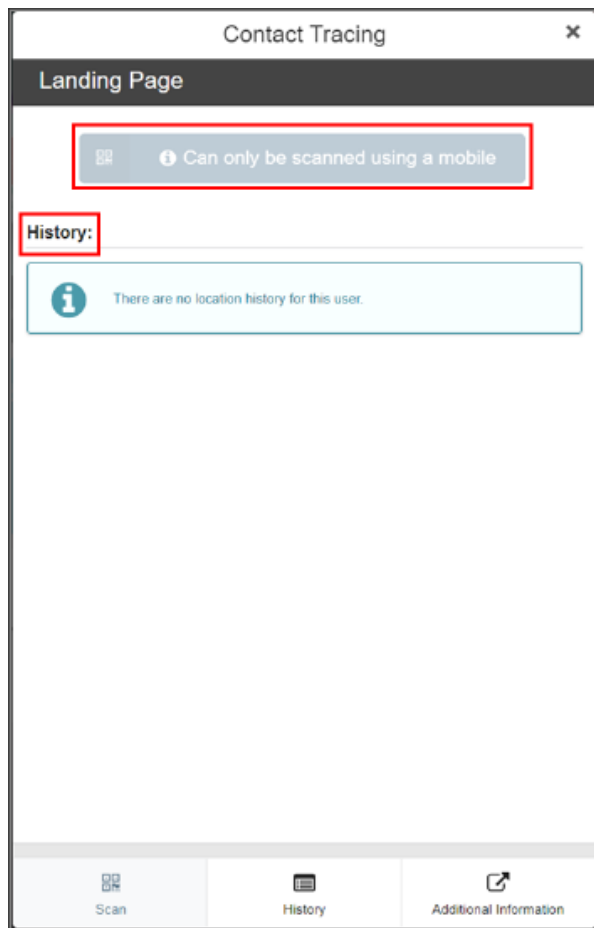 Contact Tracing
Landing Page
Can only be scanned using a mobile
History:
There are no location history for this user.
Scan
History
Additional Information